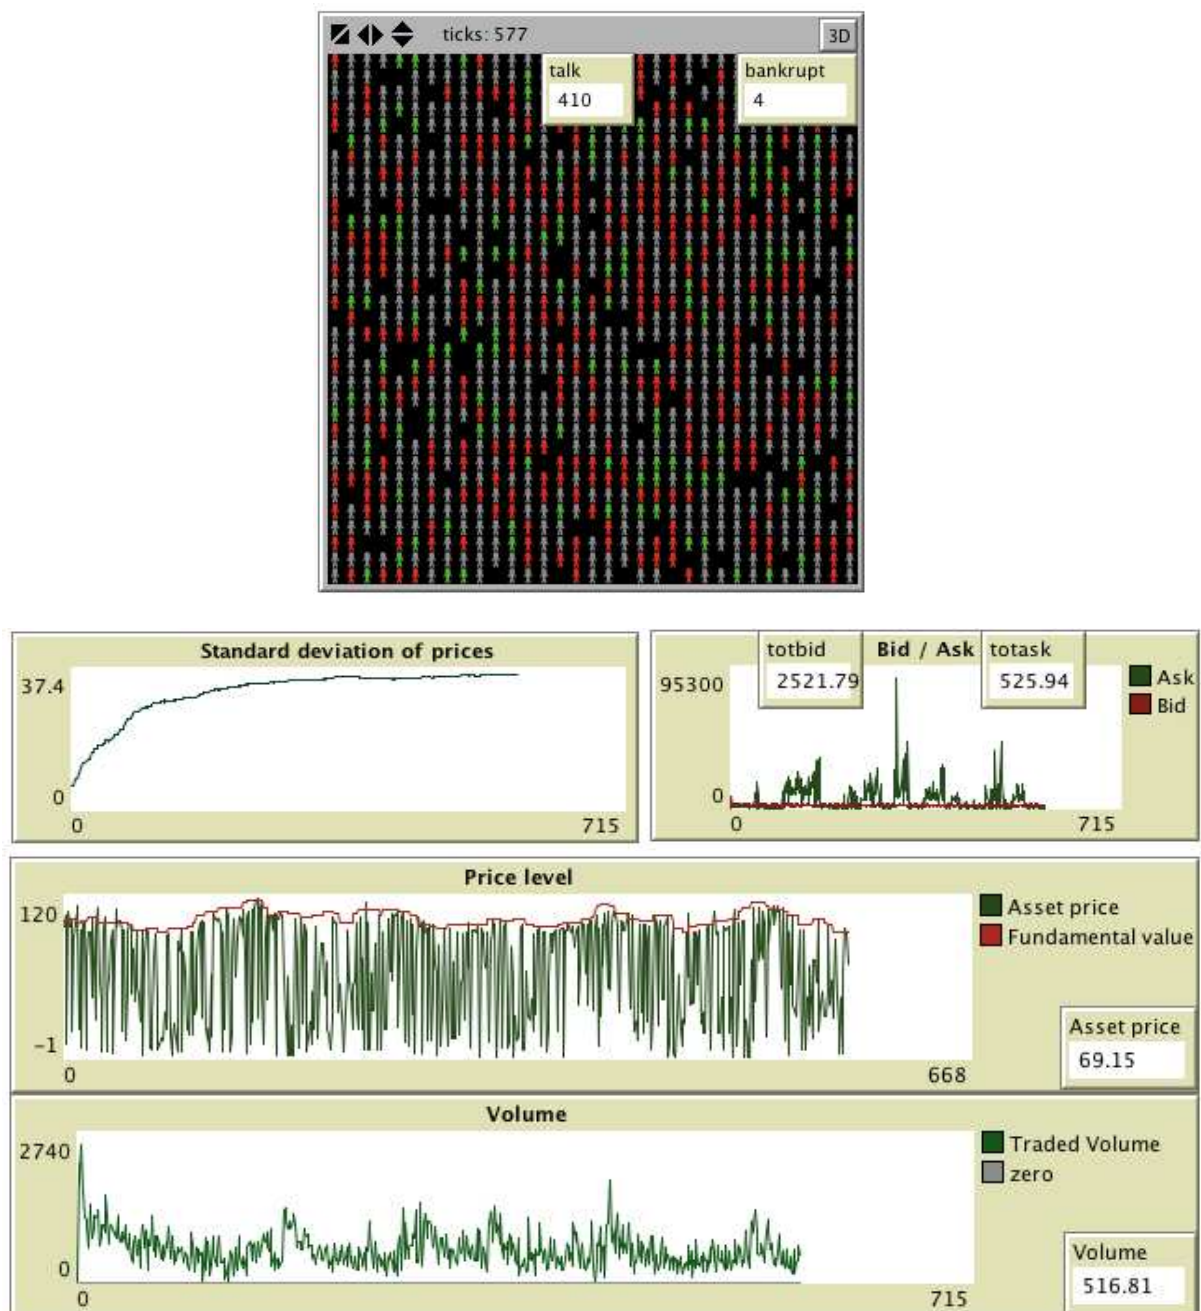 ticks: 577
3D
talk
410
bankrupt
4
Standard deviation of prices
37.4
0
0
715
totbid
2521.79
Bid / Ask
totask
525.94
95300
0
0
715
Ask
Bid
Price level
120
-1
0
668
Asset price
Fundamental value
Asset price
69.15
Volume
2740
0
0
715
Traded Volume
zero
Volume
516.81